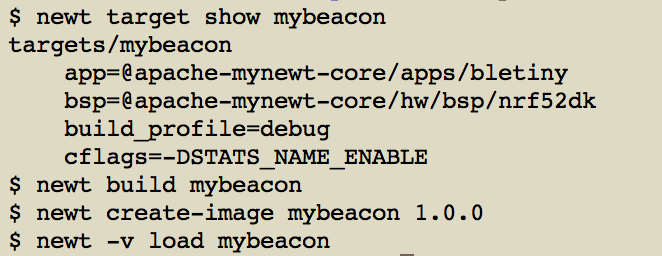 $ newt target show mybeacon
targets/mybeacon
    app=@apache-mynewt-core/apps/bletiny
    bsp=@apache-mynewt-core/hw/bsp/nrf52dk
    build_profile=debug
    cflags=-DSTATS_NAME_ENABLE
$ newt build mybeacon
$ newt create-image mybeacon 1.0.0
$ newt -v load mybeacon